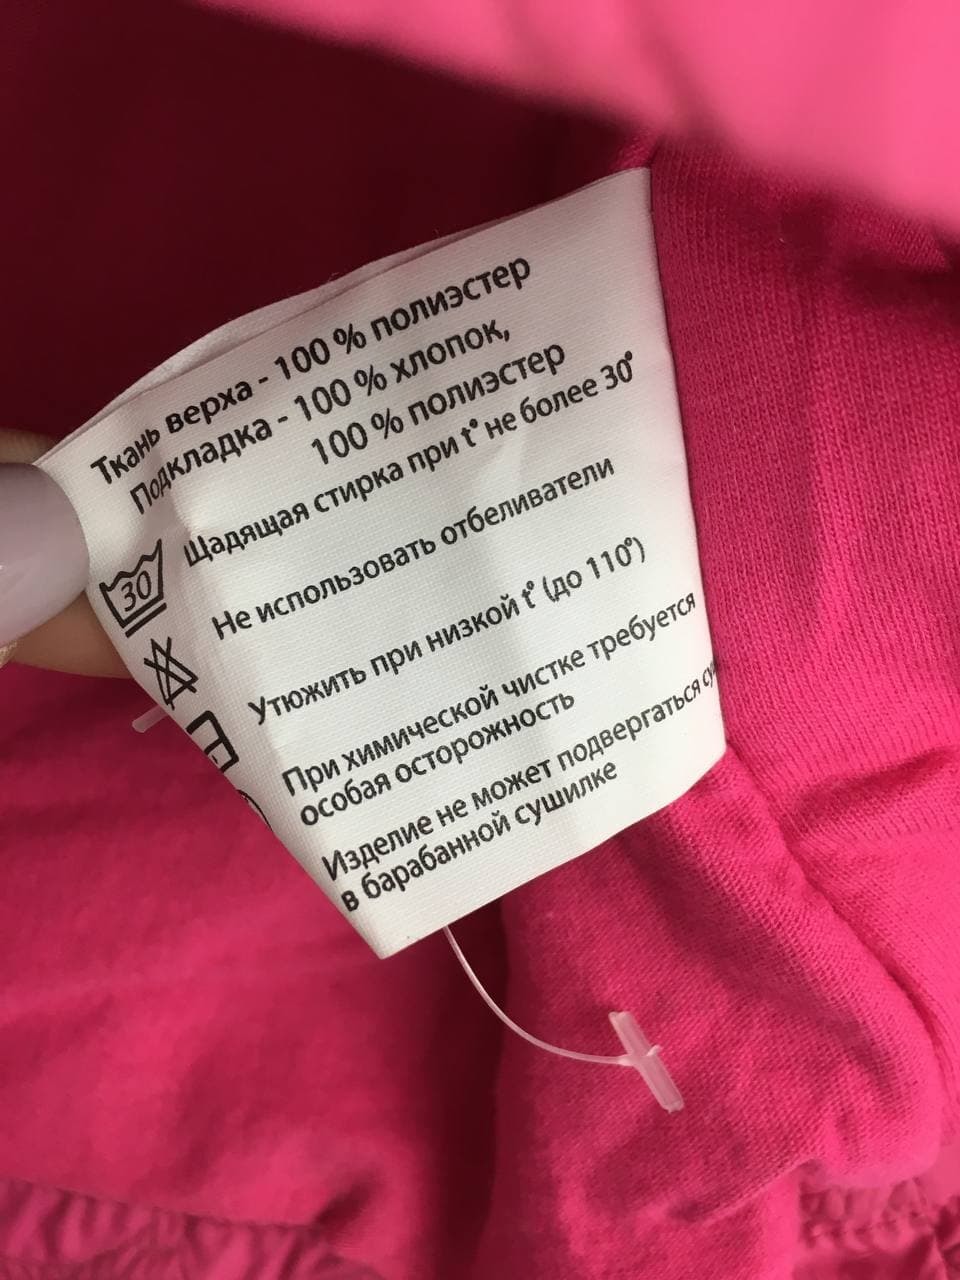 Ткань верха - 100 % полиэстер
Подкладка - 100 % хлопок,
100 % полиэстер
Щадящая стирка при t° не более 30°
30
Не использовать отбеливатели
Утюжить при низкой t° (до 110°)
При химической чистке требуется
особая осторожность
Изделие не может подвергаться
в барабанной сушилке